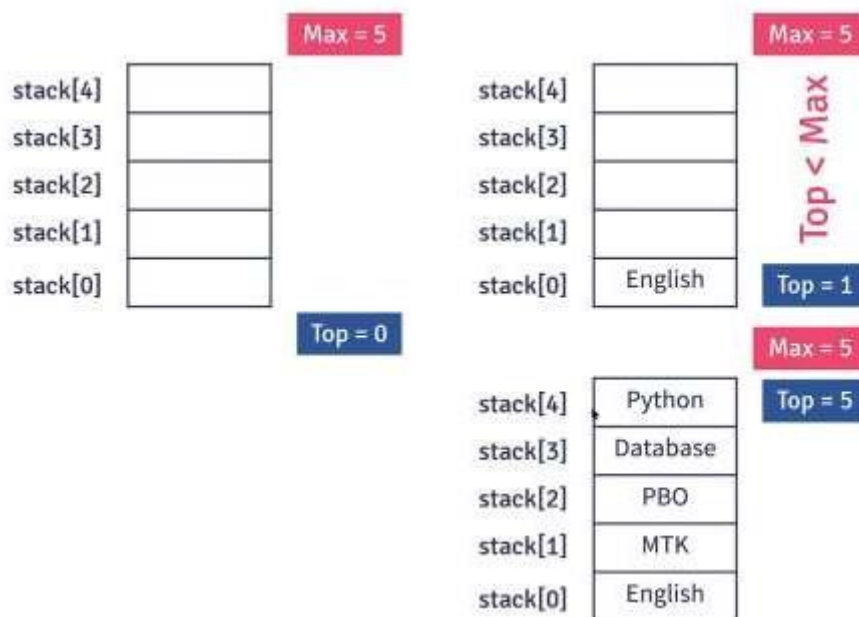 Max = 5
stack[4]
stack[3]
stack[2]
stack[1]
stack[0]
Top = 0
Max = 5
stack[4]
stack[3]
stack[2]
stack[1]
stack[0] English
Top < Max
Top = 1
Max = 5
stack[4] Python Top = 5
stack[3] Database
stack[2] PBO
stack[1] MTK
stack[0] English